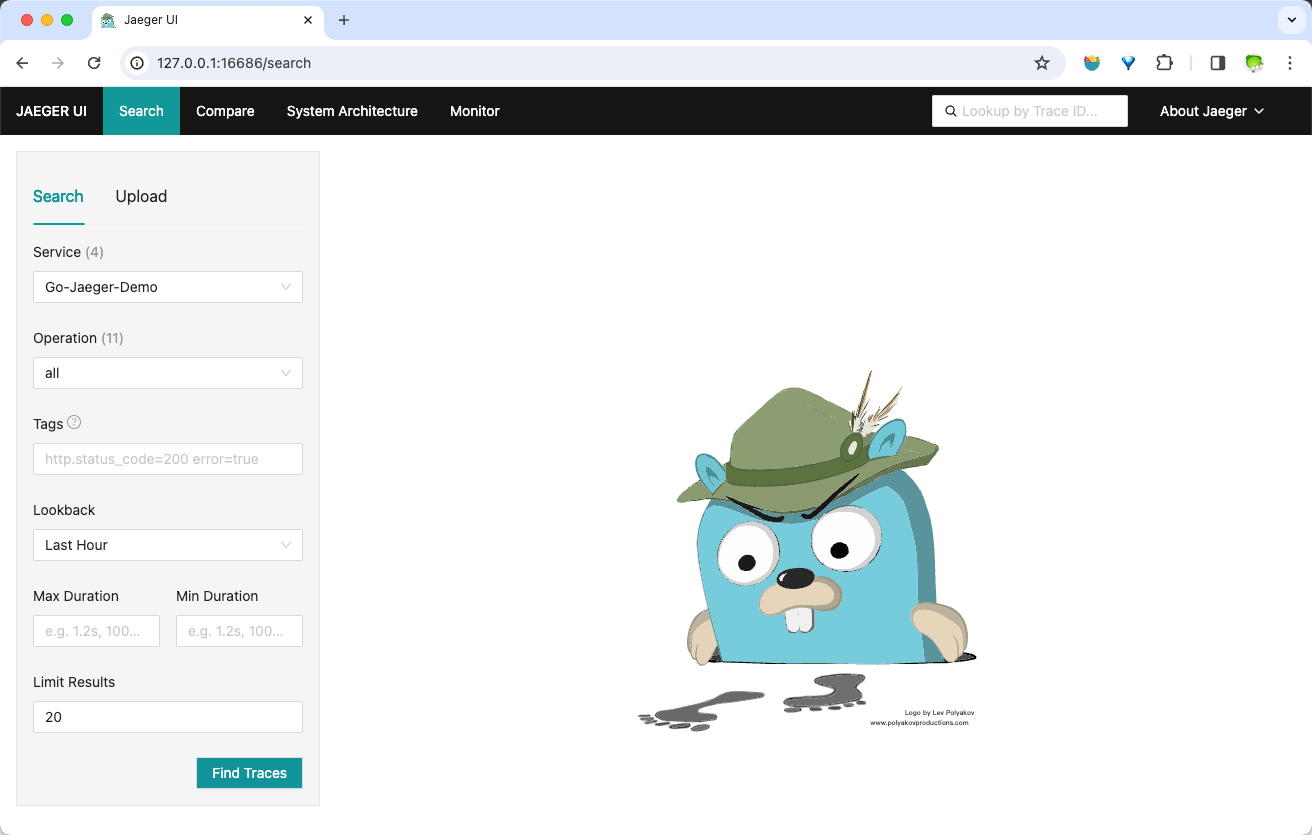 Jaeger UI
127.0.0.1:16686/search
JAEGER UI Search Compare System Architecture Monitor Lookup by Trace ID... About Jaeger
Search Upload
Service (4)
Go-Jaeger-Demo
Operation (11)
all
Tags ?
http.status_code=200 error=true
Lookback
Last Hour
Max Duration Min Duration
e.g. 1.2s, 100... e.g. 1.2s, 100...
Limit Results
20
Find Traces
Logo by Lev Polyakov
www.polyakovproductions.com